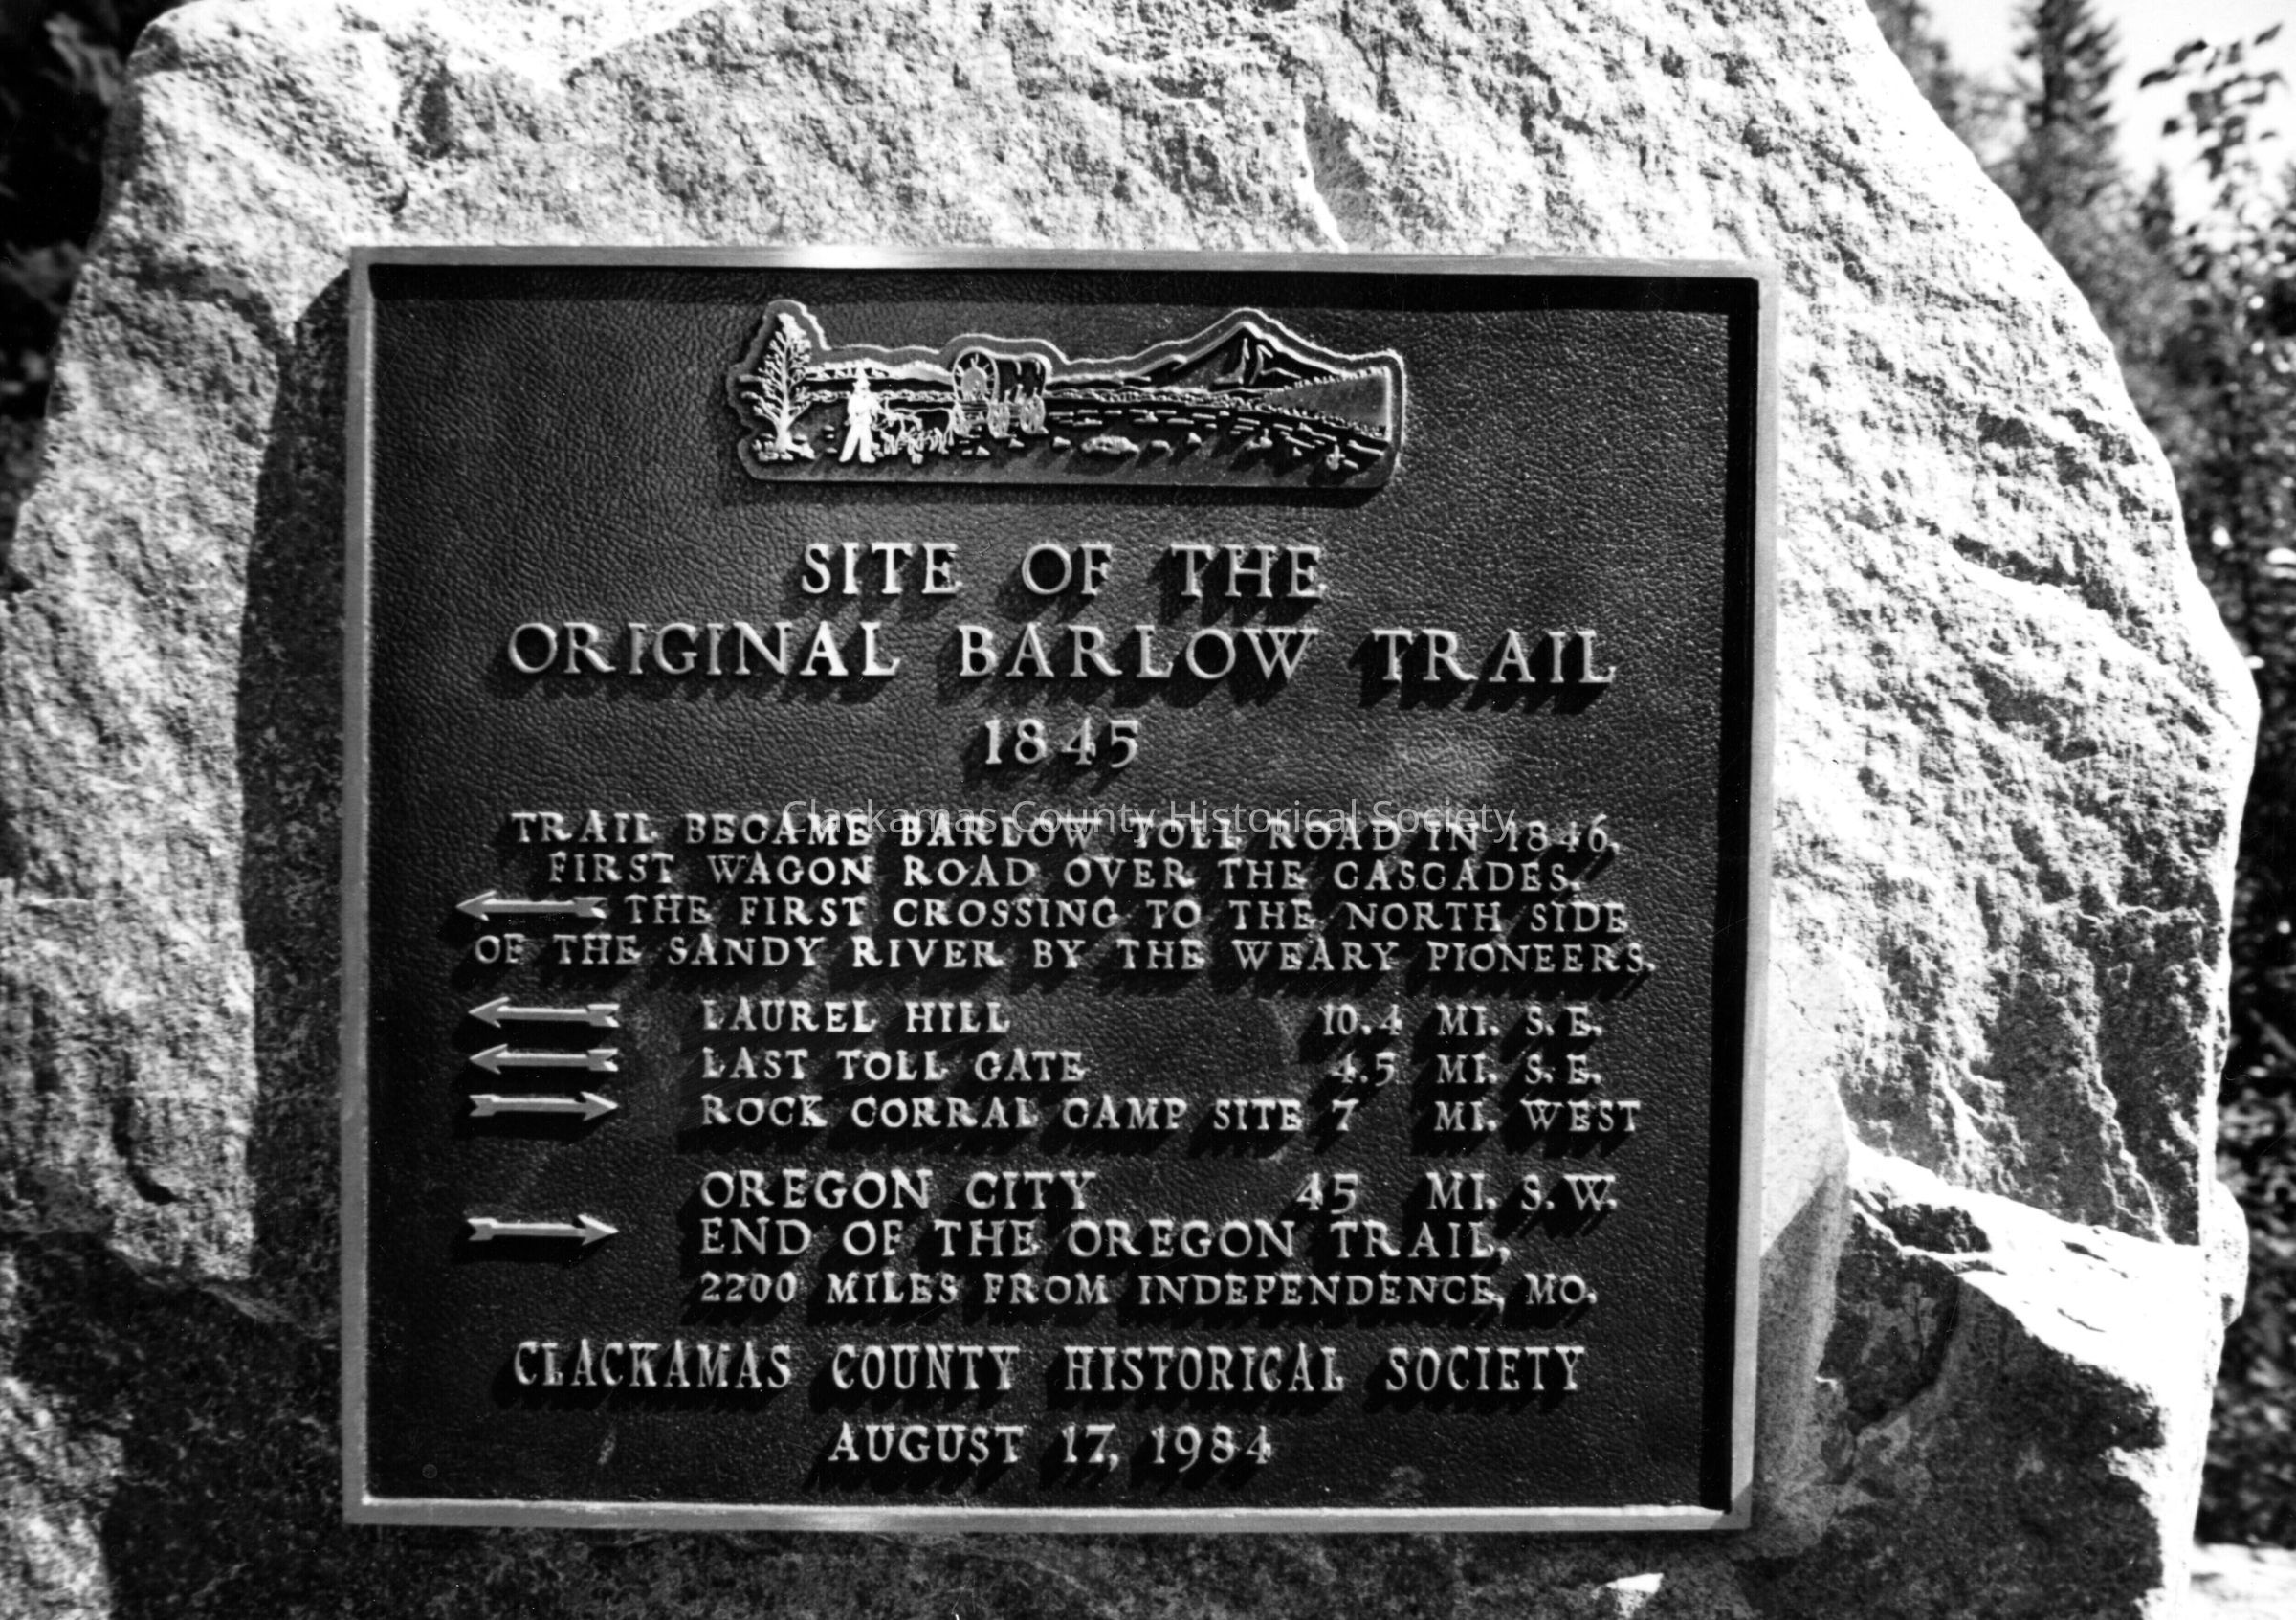 SITE OF THE
ORIGINAL BARLOW TRAIL
1845
Clackamas County Historical Society
TRAIL BECAME BARLOW TOLL ROAD IN 1846,
FIRST WAGON ROAD OVER THE CASCADES.
THE FIRST CROSSING TO THE NORTH SIDE
OF THE SANDY RIVER BY THE WEARY PIONEERS.
LAUREL HILL 10.4 MI. S.E.
LAST TOLL GATE 4.5 MI. S.E.
ROCK CORRAL CAMP SITE 7 MI. WEST
OREGON CITY 45 MI. S.W.
END OF THE OREGON TRAIL,
2200 MILES FROM INDEPENDENCE, MO.
CLACKAMAS COUNTY HISTORICAL SOCIETY
AUGUST 17, 1984